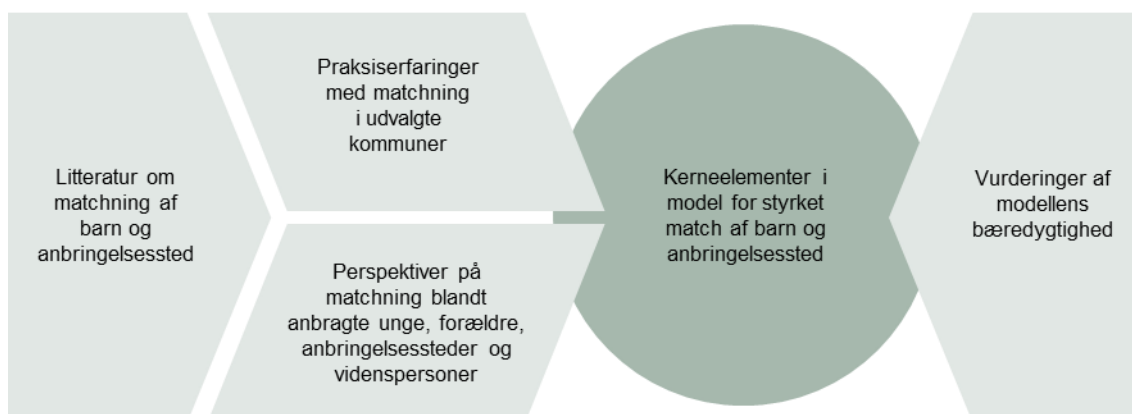 Litteratur om
matchning af
barn og
anbringelsessted
Praksiserfaringer
med matchning
i udvalgte
kommuner
Perspektiver på
matchning blandt
anbragte unge, forældre,
anbringelsessteder og
videnspersoner
Kerneelementer i
model for styrket
match af barn og
anbringelsessted
Vurderinger af
modellens
bæredygtighed